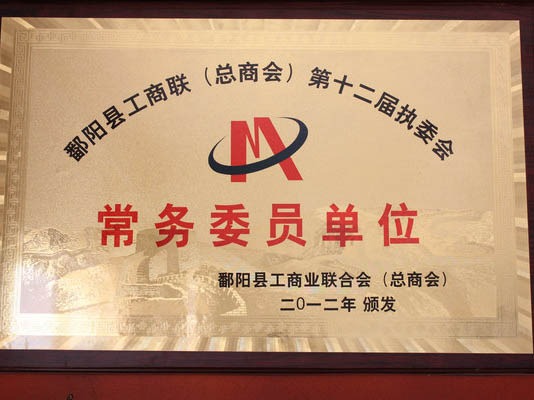 鄱阳县工商联（总商会）第十二届执委会
常务委员单位
鄱阳县工商业联合会（总商会）
二0一二年 颁发